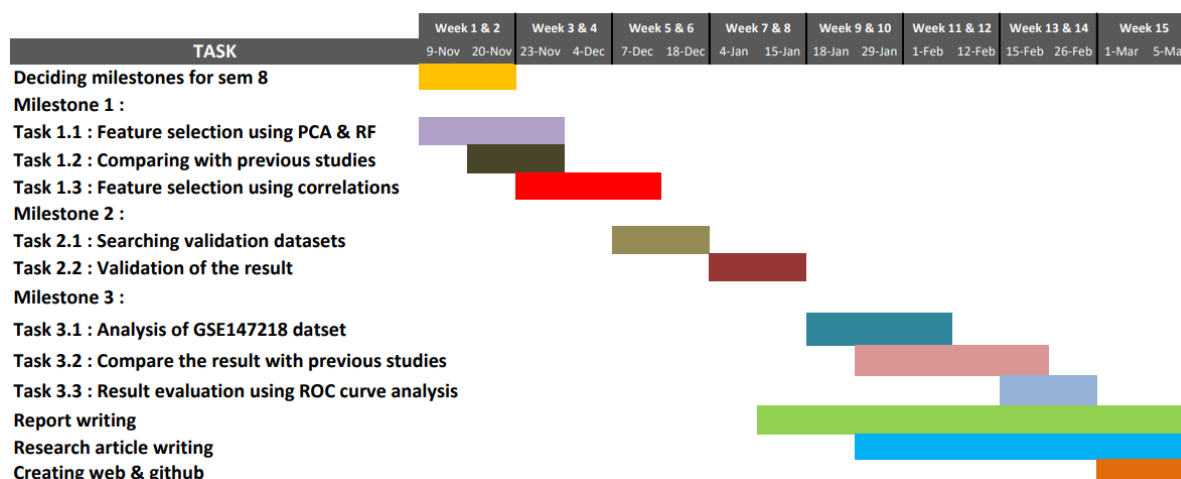 Week 1 & 2 Week 3 & 4 Week 5 & 6 Week 7 & 8 Week 9 & 10 Week 11 & 12 Week 13 & 14 Week 15
TASK 9-Nov 20-Nov 23-Nov 4-Dec 7-Dec 18-Dec 4-Jan 15-Jan 18-Jan 29-Jan 1-Feb 12-Feb 15-Feb 26-Feb 1-Mar 5-Ma
Deciding milestones for sem 8
Milestone 1 :
Task 1.1 : Feature selection using PCA & RF
Task 1.2 : Comparing with previous studies
Task 1.3 : Feature selection using correlations
Milestone 2 :
Task 2.1 : Searching validation datasets
Task 2.2 : Validation of the result
Milestone 3 :
Task 3.1 : Analysis of GSE147218 datset
Task 3.2 : Compare the result with previous studies
Task 3.3 : Result evaluation using ROC curve analysis
Report writing
Research article writing
Creating web & github